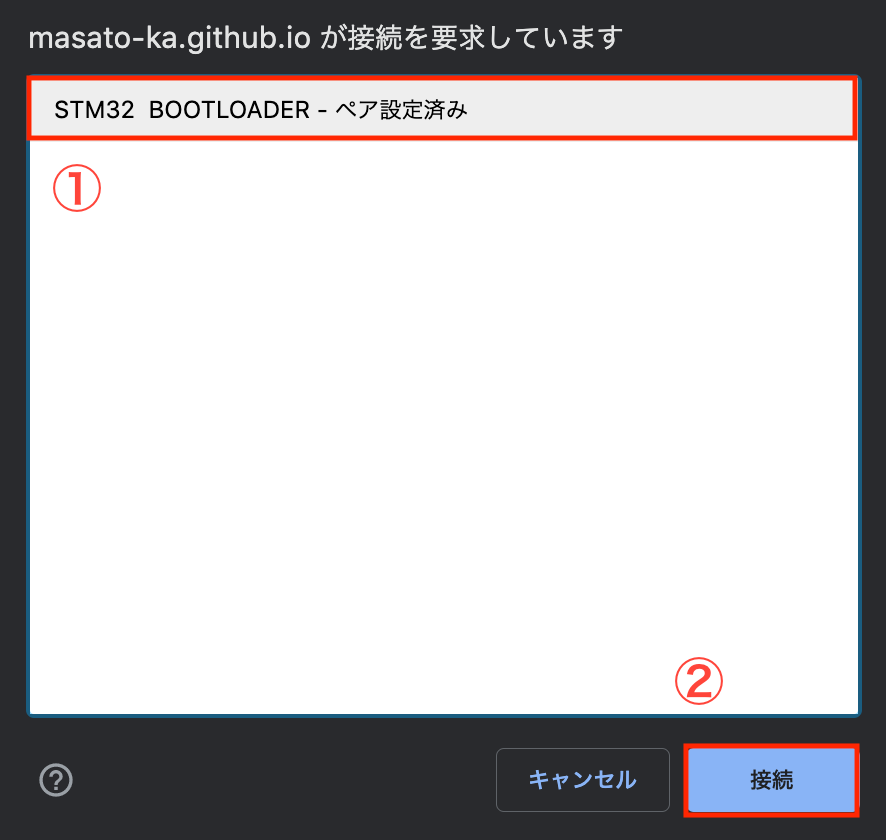 masato-ka.github.io が接続を要求しています
STM32  BOOTLOADER - ペア設定済み
①
②
キャンセル
接続